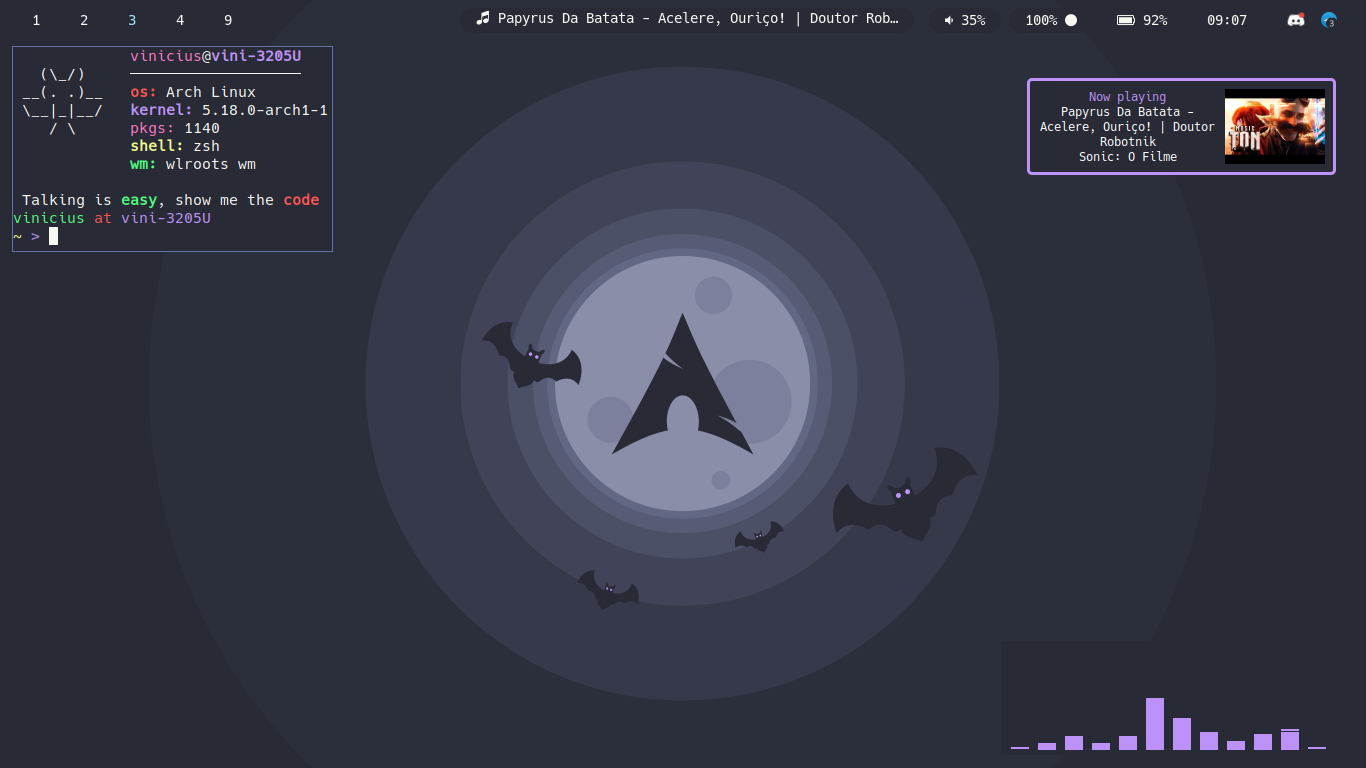 1 2 3 4 9 Papyrus Da Batata - Acelere, Ouriço! | Doutor Rob… 35% 100% 92% 09:07 3
vinicius@vini-3205U
(\_/)
__(. .)__ os: Arch Linux
\__|_|__/ kernel: 5.18.0-arch1-1
/ \ pkgs: 1140
shell: zsh
wm: wlroots wm
Talking is easy, show me the code
vinicius at vini-3205U
~ >
Now playing
Papyrus Da Batata -
Acelere, Ouriço! | Doutor
Robotnik
Sonic: O Filme
MUSIC
TON